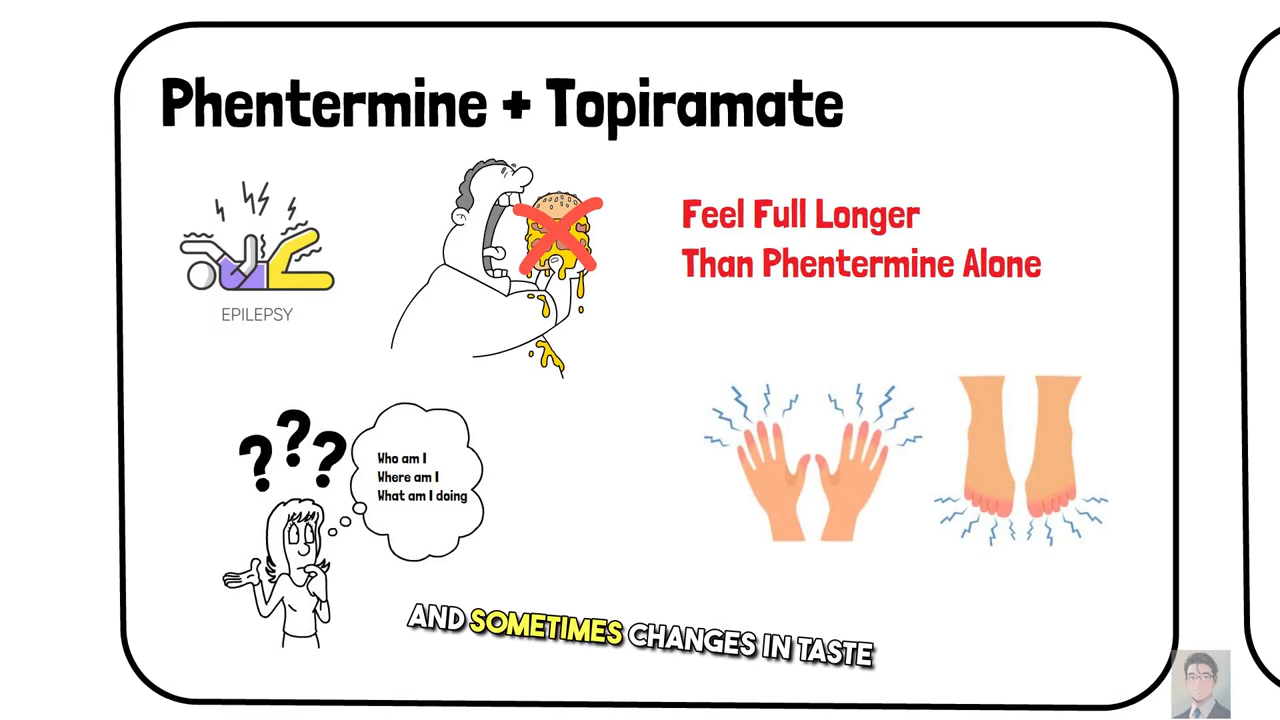 Phentermine + Topiramate
Feel Full Longer
Than Phentermine Alone
EPILEPSY
???
Who am I
Where am I
What am I doing
AND SOMETIMES CHANGES IN TASTE